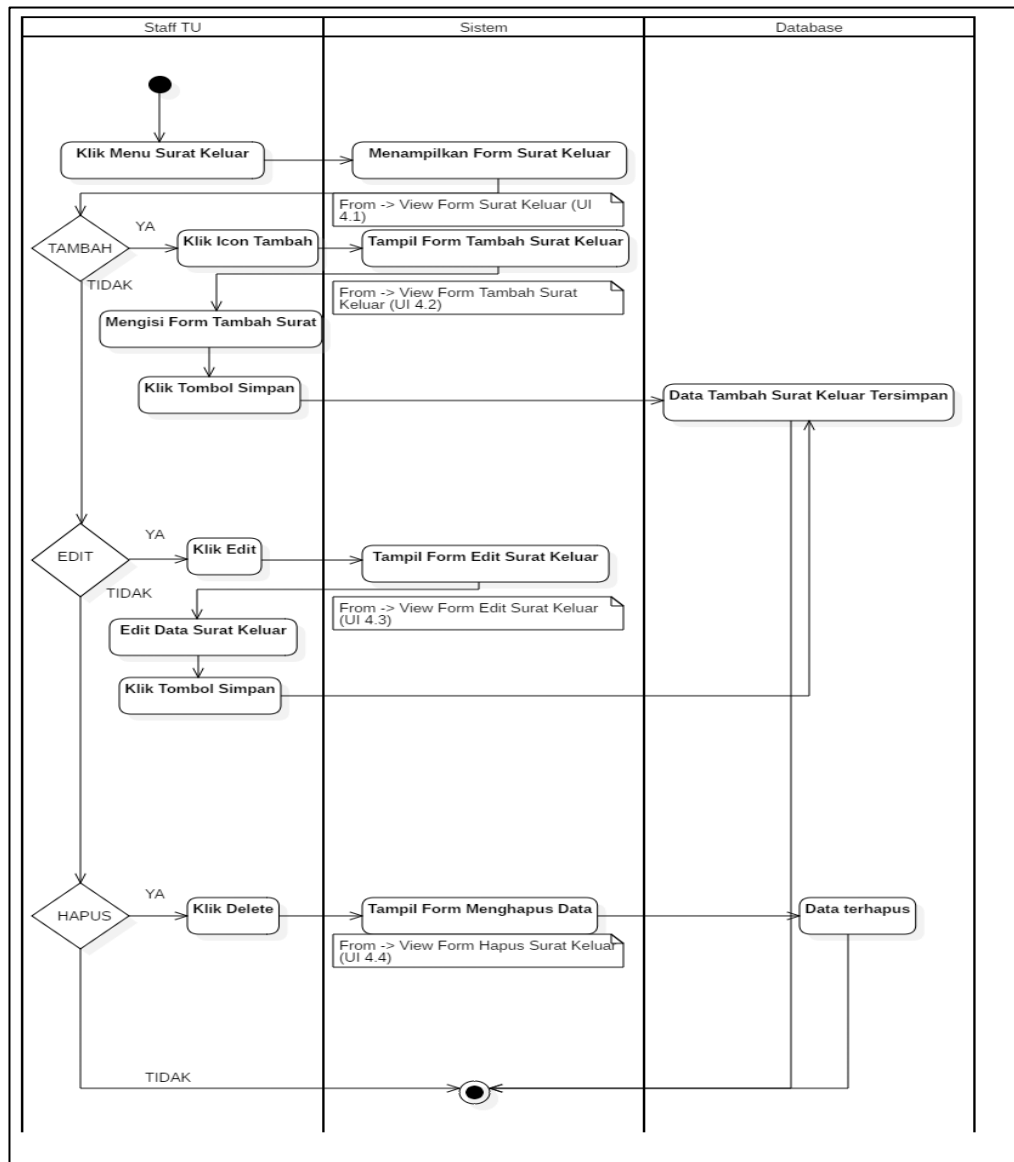 Staff TU
Sistem
Database
Klik Menu Surat Keluar
Menampilkan Form Surat Keluar
From -> View Form Surat Keluar (UI
4.1)
TAMBAH
YA
Klik Icon Tambah
Tampil Form Tambah Surat Keluar
TIDAK
From -> View Form Tambah Surat
Keluar (UI 4.2)
Mengisi Form Tambah Surat
Klik Tombol Simpan
Data Tambah Surat Keluar Tersimpan
EDIT
YA
Klik Edit
Tampil Form Edit Surat Keluar
TIDAK
From -> View Form Edit Surat Keluar
(UI 4.3)
Edit Data Surat Keluar
Klik Tombol Simpan
HAPUS
YA
Klik Delete
Tampil Form Menghapus Data
Data terhapus
From -> View Form Hapus Surat Keluar
(UI 4.4)
TIDAK